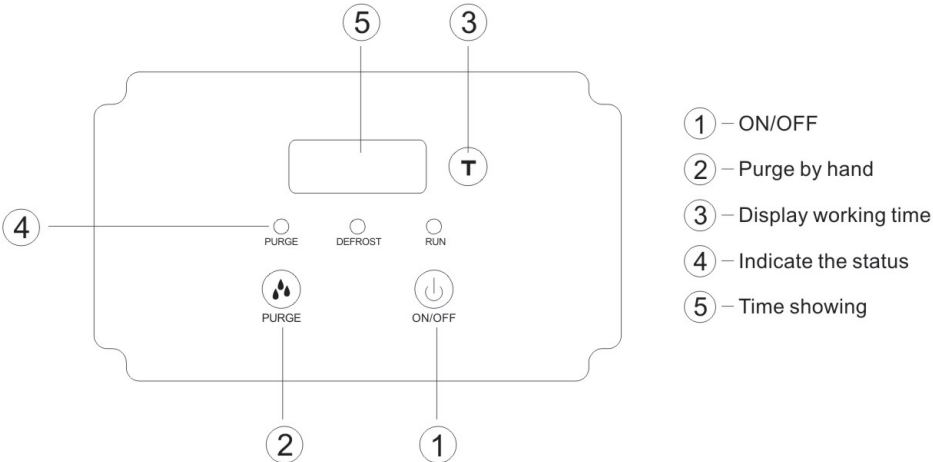 5 3
T
4
PURGE DEFROST RUN
PURGE ON/OFF
2 1
1 – ON/OFF
2 – Purge by hand
3 – Display working time
4 – Indicate the status
5 – Time showing